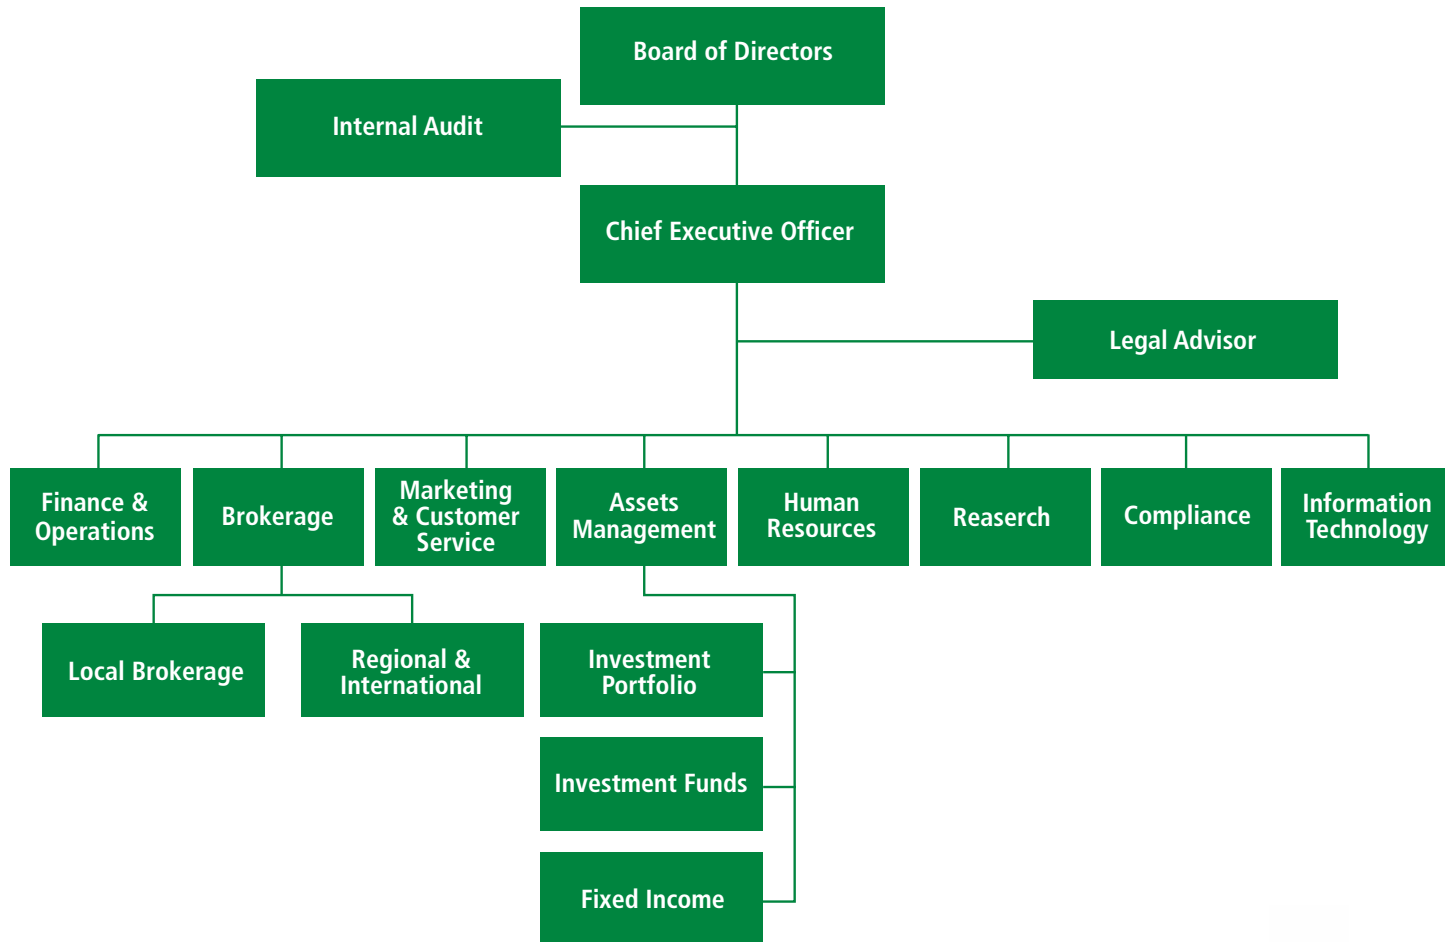 Board of Directors
Internal Audit
Chief Executive Officer
Legal Advisor
Finance &
Operations
Brokerage
Marketing
& Customer
Service
Assets
Management
Human
Resources
Reaserch
Compliance
Information
Technology
Local Brokerage
Regional &
International
Investment
Portfolio
Investment Funds
Fixed Income